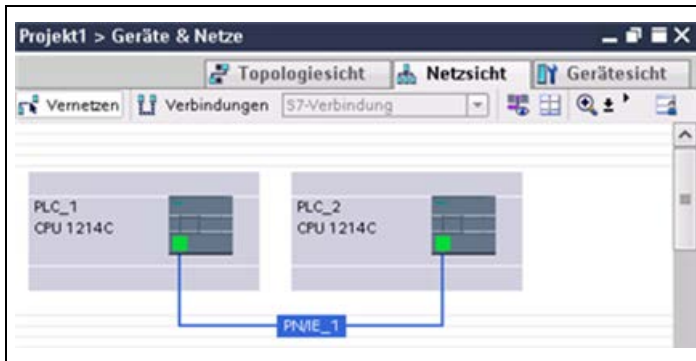 Projekt1 > Geräte & Netze
Topologiesicht Netzsicht Gerätesicht
Vernetzen Verbindungen S7-Verbindung
PLC_1
CPU 1214C
PLC_2
CPU 1214C
PN/IE_1